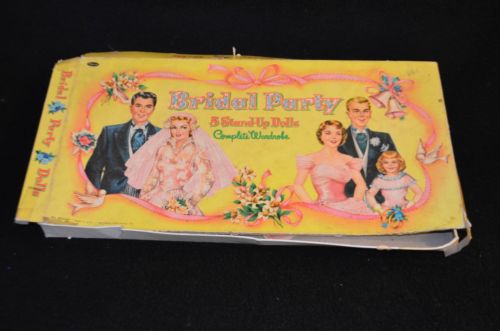 Bridal Party
5 Stand-Up Dolls
Complete Wardrobe
Bridal Party Dolls